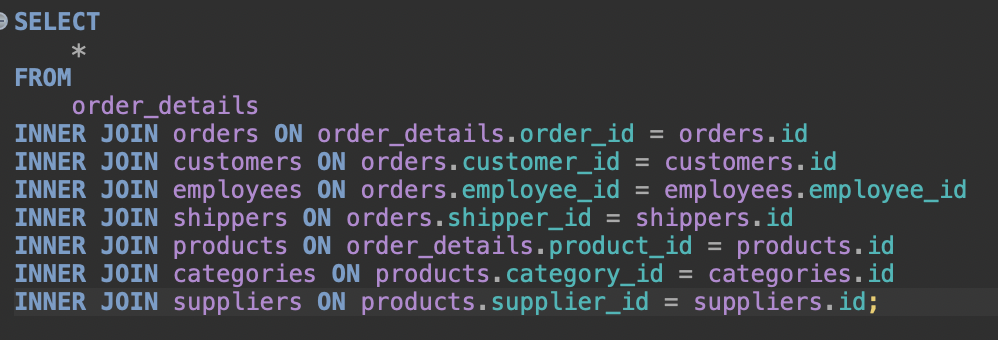 SELECT
*
FROM
order_details
INNER JOIN orders ON order_details.order_id = orders.id
INNER JOIN customers ON orders.customer_id = customers.id
INNER JOIN employees ON orders.employee_id = employees.employee_id
INNER JOIN shippers ON orders.shipper_id = shippers.id
INNER JOIN products ON order_details.product_id = products.id
INNER JOIN categories ON products.category_id = categories.id
INNER JOIN suppliers ON products.supplier_id = suppliers.id;